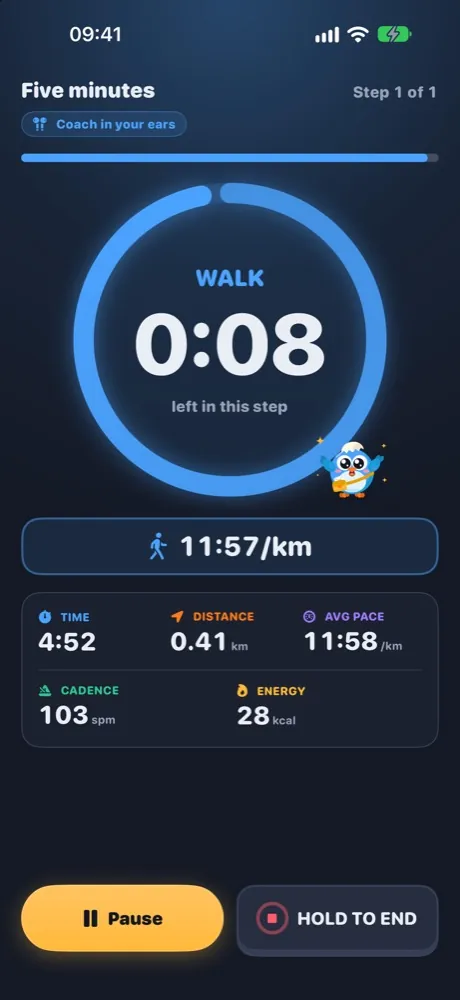 09:41
Five minutes
Step 1 of 1
Coach in your ears
WALK
0:08
left in this step
11:57/km
TIME
DISTANCE
AVG PACE
4:52
0.41 km
11:58 /km
CADENCE
ENERGY
103 spm
28 kcal
Pause
HOLD TO END